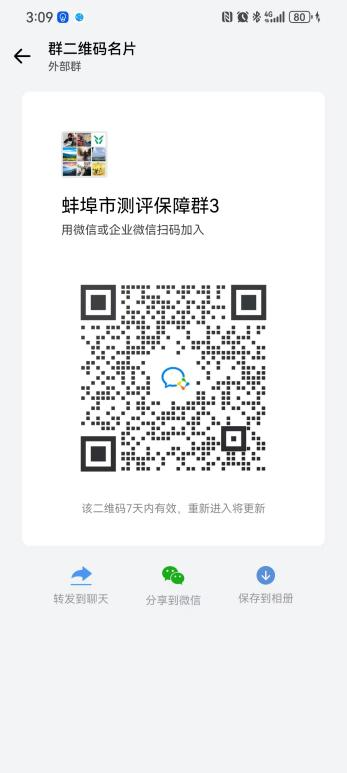 3:09
4G
80
群二维码名片
外部群
蚌埠市测评保障群3
用微信或企业微信扫码加入
该二维码7天内有效，重新进入将更新
转发到聊天
分享到微信
保存到相册